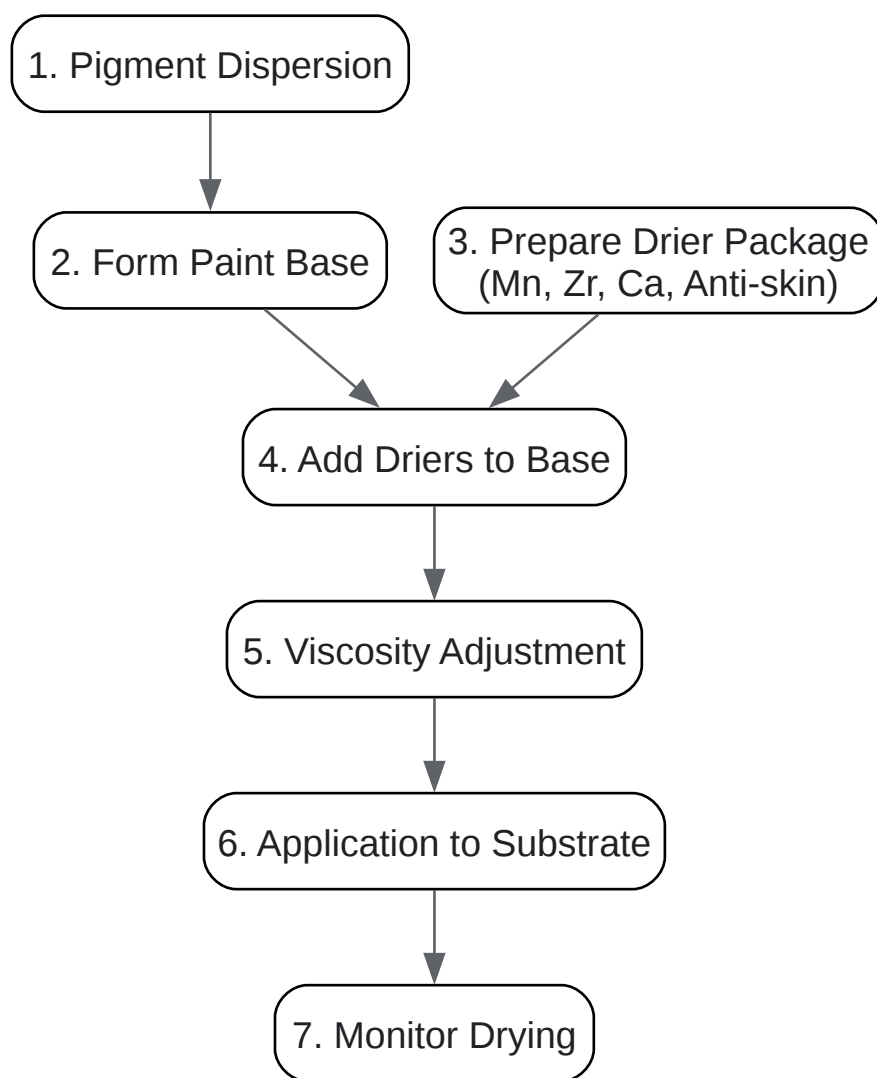 1. Pigment Dispersion
2. Form Paint Base
3. Prepare Drier Package
(Mn, Zr, Ca, Anti-skin)
4. Add Driers to Base
5. Viscosity Adjustment
6. Application to Substrate
7. Monitor Drying